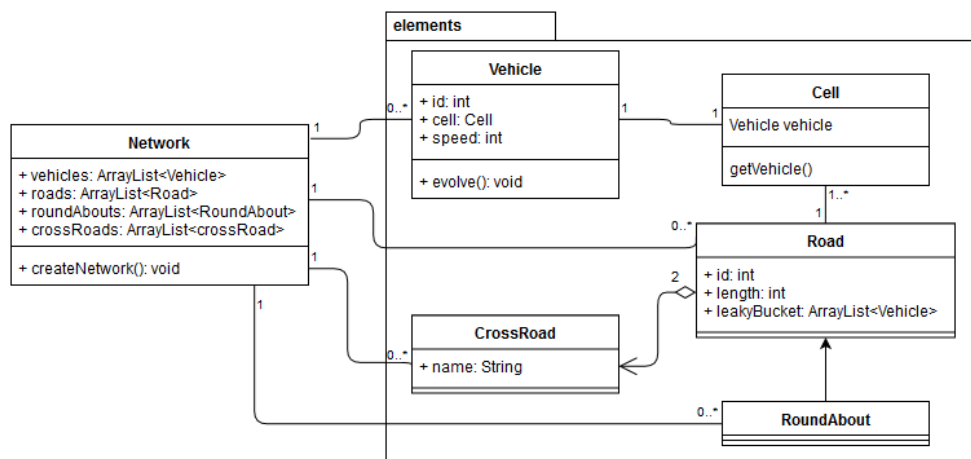 elements
Vehicle
+ id: int
+ cell: Cell
+ speed: int
+ evolve(): void
Cell
Vehicle vehicle
getVehicle()
Network
+ vehicles: ArrayList<Vehicle>
+ roads: ArrayList<Road>
+ roundAbouts: ArrayList<RoundAbout>
+ crossRoads: ArrayList<crossRoad>
+ createNetwork(): void
Road
+ id: int
+ length: int
+ leakyBucket: ArrayList<Vehicle>
CrossRoad
+ name: String
RoundAbout
1
0..*
1
1
1..*
1
1
0..*
1
0..*
2
1
0..*